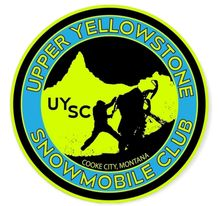 UPPER YELLOWSTONE
UYSC
COOKE CITY, MONTANA
SNOWMOBILE CLUB